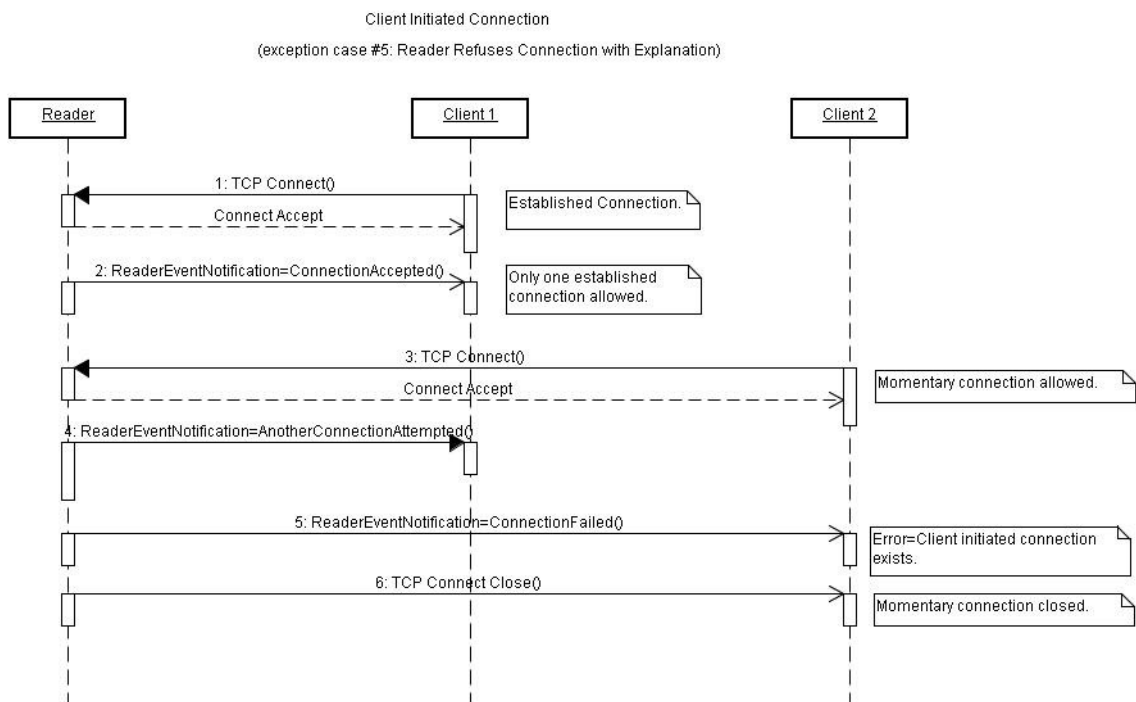 Client Initiated Connection
(exception case #5: Reader Refuses Connection with Explanation)
Reader
Client 1
Client 2
1: TCP Connect()
Established Connection.
Connect Accept
2: ReaderEventNotification=ConnectionAccepted()
Only one established
connection allowed.
3: TCP Connect()
Connect Accept
Momentary connection allowed.
4: ReaderEventNotification=AnotherConnectionAttempted()
5: ReaderEventNotification=ConnectionFailed()
Error=Client initiated connection
exists.
6: TCP Connect Close()
Momentary connection closed.